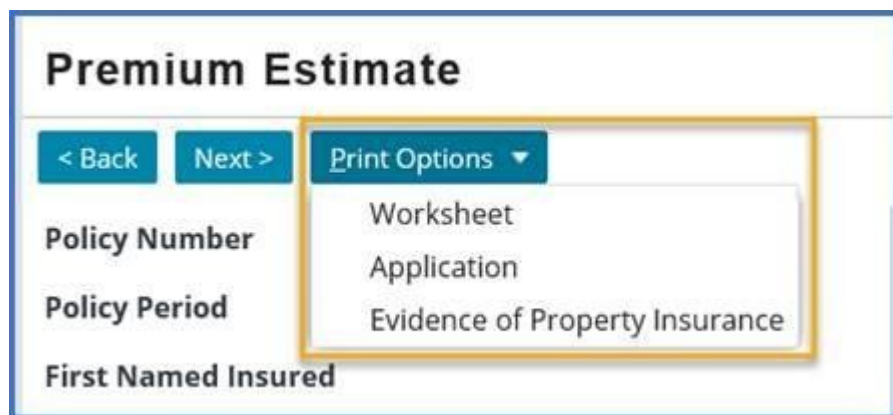 Premium Estimate
< Back Next > Print Options ▼
Worksheet
Policy Number
Application
Policy Period
Evidence of Property Insurance
First Named Insured